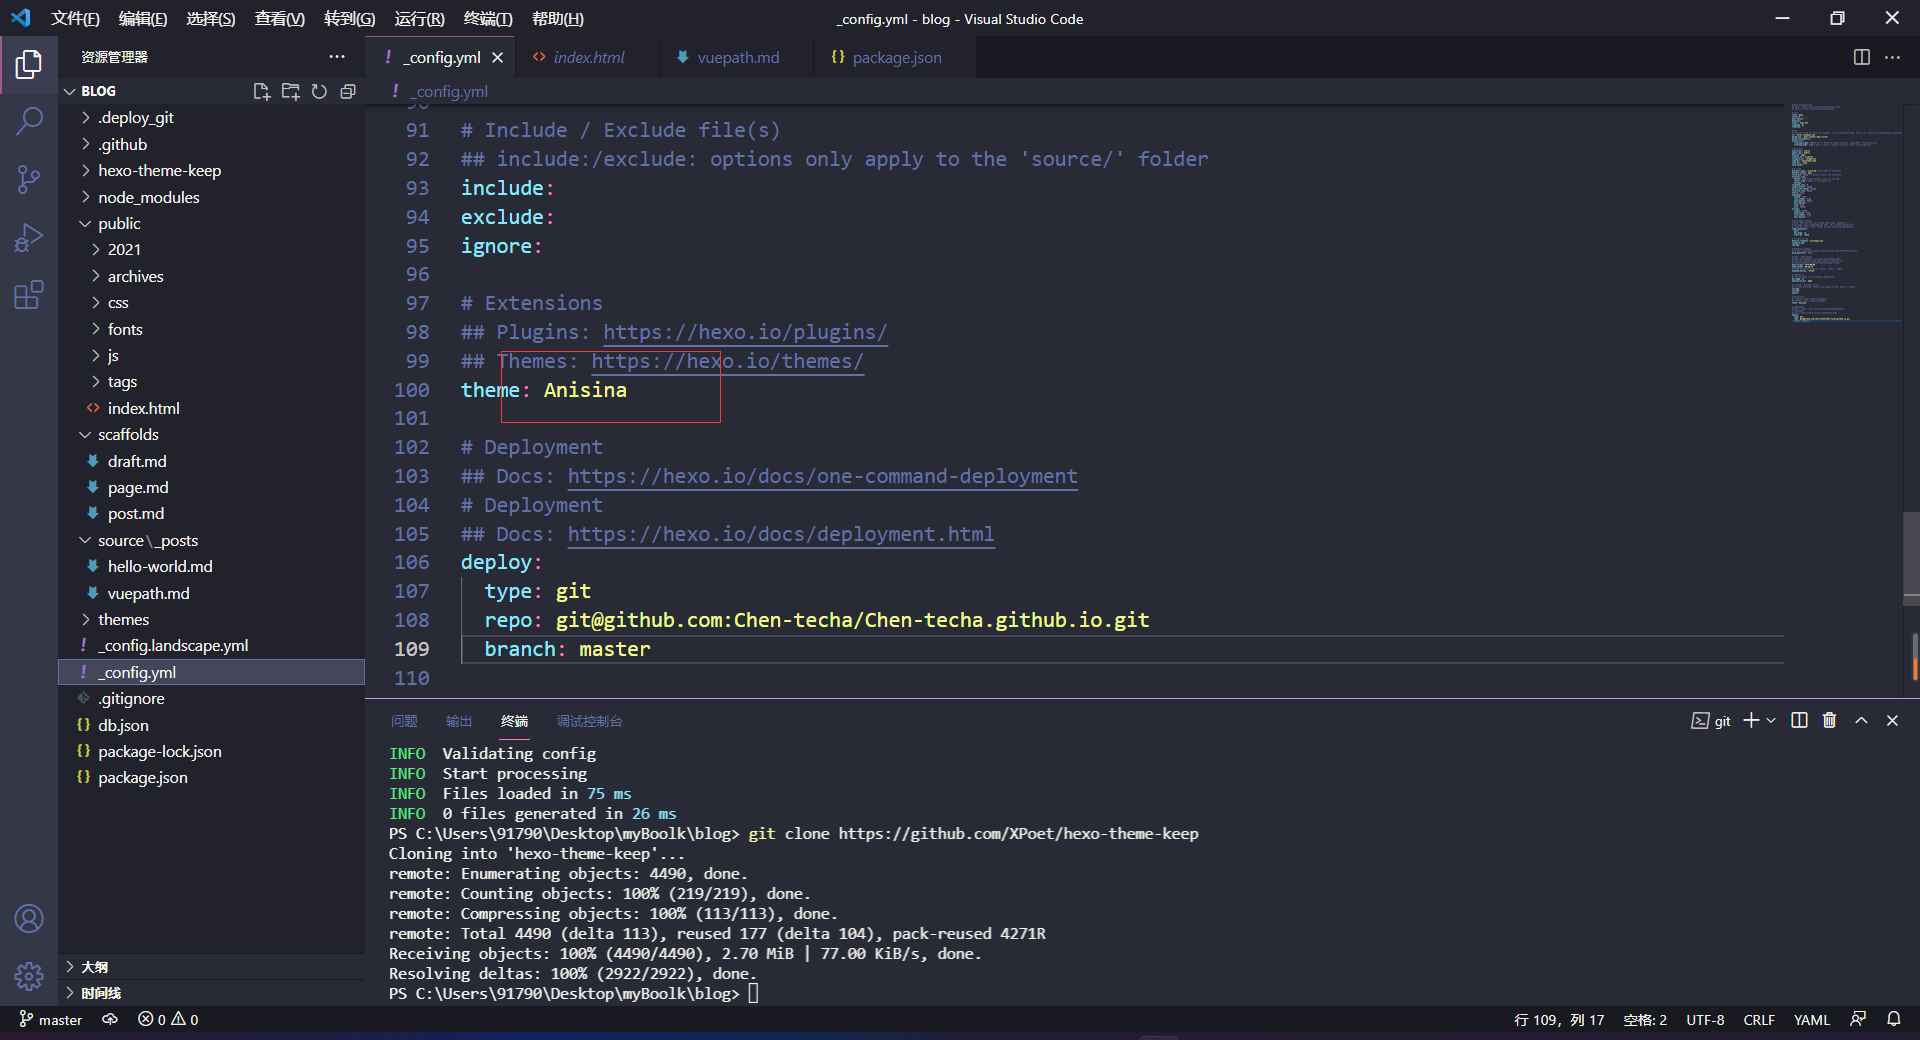 文件(F) 编辑(E) 选择(S) 查看(V) 转到(G) 运行(R) 终端(T) 帮助(H) _config.yml - blog - Visual Studio Code
资源管理器
BLOG
.deploy_git
.github
hexo-theme-keep
node_modules
public
2021
archives
css
fonts
js
tags
index.html
scaffolds
draft.md
page.md
post.md
source\_posts
hello-world.md
vuepath.md
themes
_config.landscape.yml
_config.yml
.gitignore
db.json
package-lock.json
package.json
大纲
时间线
_config.yml index.html vuepath.md package.json
_config.yml
90
91 # Include / Exclude file(s)
92 ## include:/exclude: options only apply to the 'source/' folder
93 include:
94 exclude:
95 ignore:
96
97 # Extensions
98 ## Plugins: https://hexo.io/plugins/
99 ## Themes: https://hexo.io/themes/
100 theme: Anisina
101
102 # Deployment
103 ## Docs: https://hexo.io/docs/one-command-deployment
104 # Deployment
105 ## Docs: https://hexo.io/docs/deployment.html
106 deploy:
107 type: git
108 repo: git@github.com:Chen-techa/Chen-techa.github.io.git
109 branch: master
110
问题 输出 终端 调试控制台 git
INFO Validating config
INFO Start processing
INFO Files loaded in 75 ms
INFO 0 files generated in 26 ms
PS C:\Users\91790\Desktop\myBoolk\blog> git clone https://github.com/XPoet/hexo-theme-keep
Cloning into 'hexo-theme-keep'...
remote: Enumerating objects: 4490, done.
remote: Counting objects: 100% (219/219), done.
remote: Compressing objects: 100% (113/113), done.
remote: Total 4490 (delta 113), reused 177 (delta 104), pack-reused 4271R
Receiving objects: 100% (4490/4490), 2.70 MiB | 77.00 KiB/s, done.
Resolving deltas: 100% (2922/2922), done.
PS C:\Users\91790\Desktop\myBoolk\blog>
master 0 0 行 109，列 17 空格: 2 UTF-8 CRLF YAML